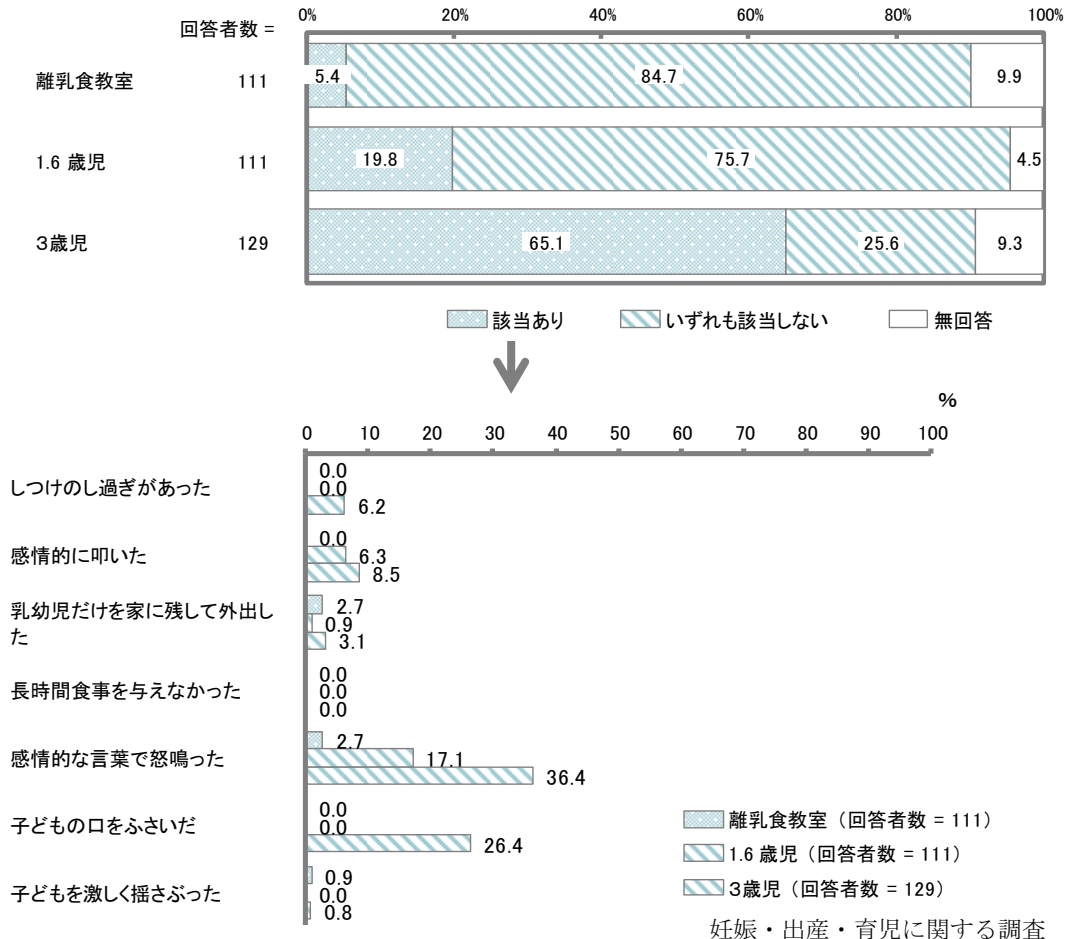 0% 20% 40% 60% 80% 100%
回答者数 =
離乳食教室 111 5.4 84.7 9.9
1.6 歳児 111 19.8 75.7 4.5
3歳児 129 65.1 25.6 9.3
該当あり いずれも該当しない 無回答
%
0 10 20 30 40 50 60 70 80 90 100
しつけのし過ぎがあった
0.0
0.0
6.2
感情的に叩いた
0.0
6.3
8.5
乳幼児だけを家に残して外出し
た
2.7
0.9
3.1
長時間食事を与えなかった
0.0
0.0
0.0
感情的な言葉で怒鳴った
2.7
17.1
36.4
子どもの口をふさいだ
0.0
0.0
26.4
子どもを激しく揺さぶった
0.9
0.0
0.8
離乳食教室(回答者数 = 111)
1.6 歳児(回答者数 = 111)
3歳児(回答者数 = 129)
妊娠・出産・育児に関する調査